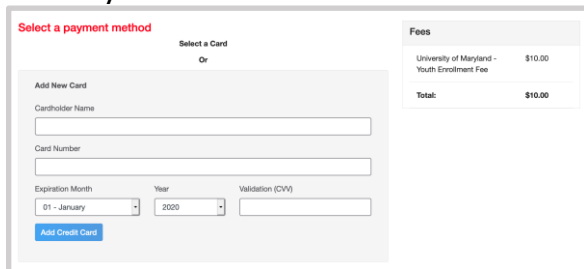 Select a payment method
Select a Card
Or
Add New Card
Cardholder Name
Card Number
Expiration Month Year Validation (CVV)
01 - January 2020
Add Credit Card
Fees
University of Maryland - $10.00
Youth Enrollment Fee
Total: $10.00